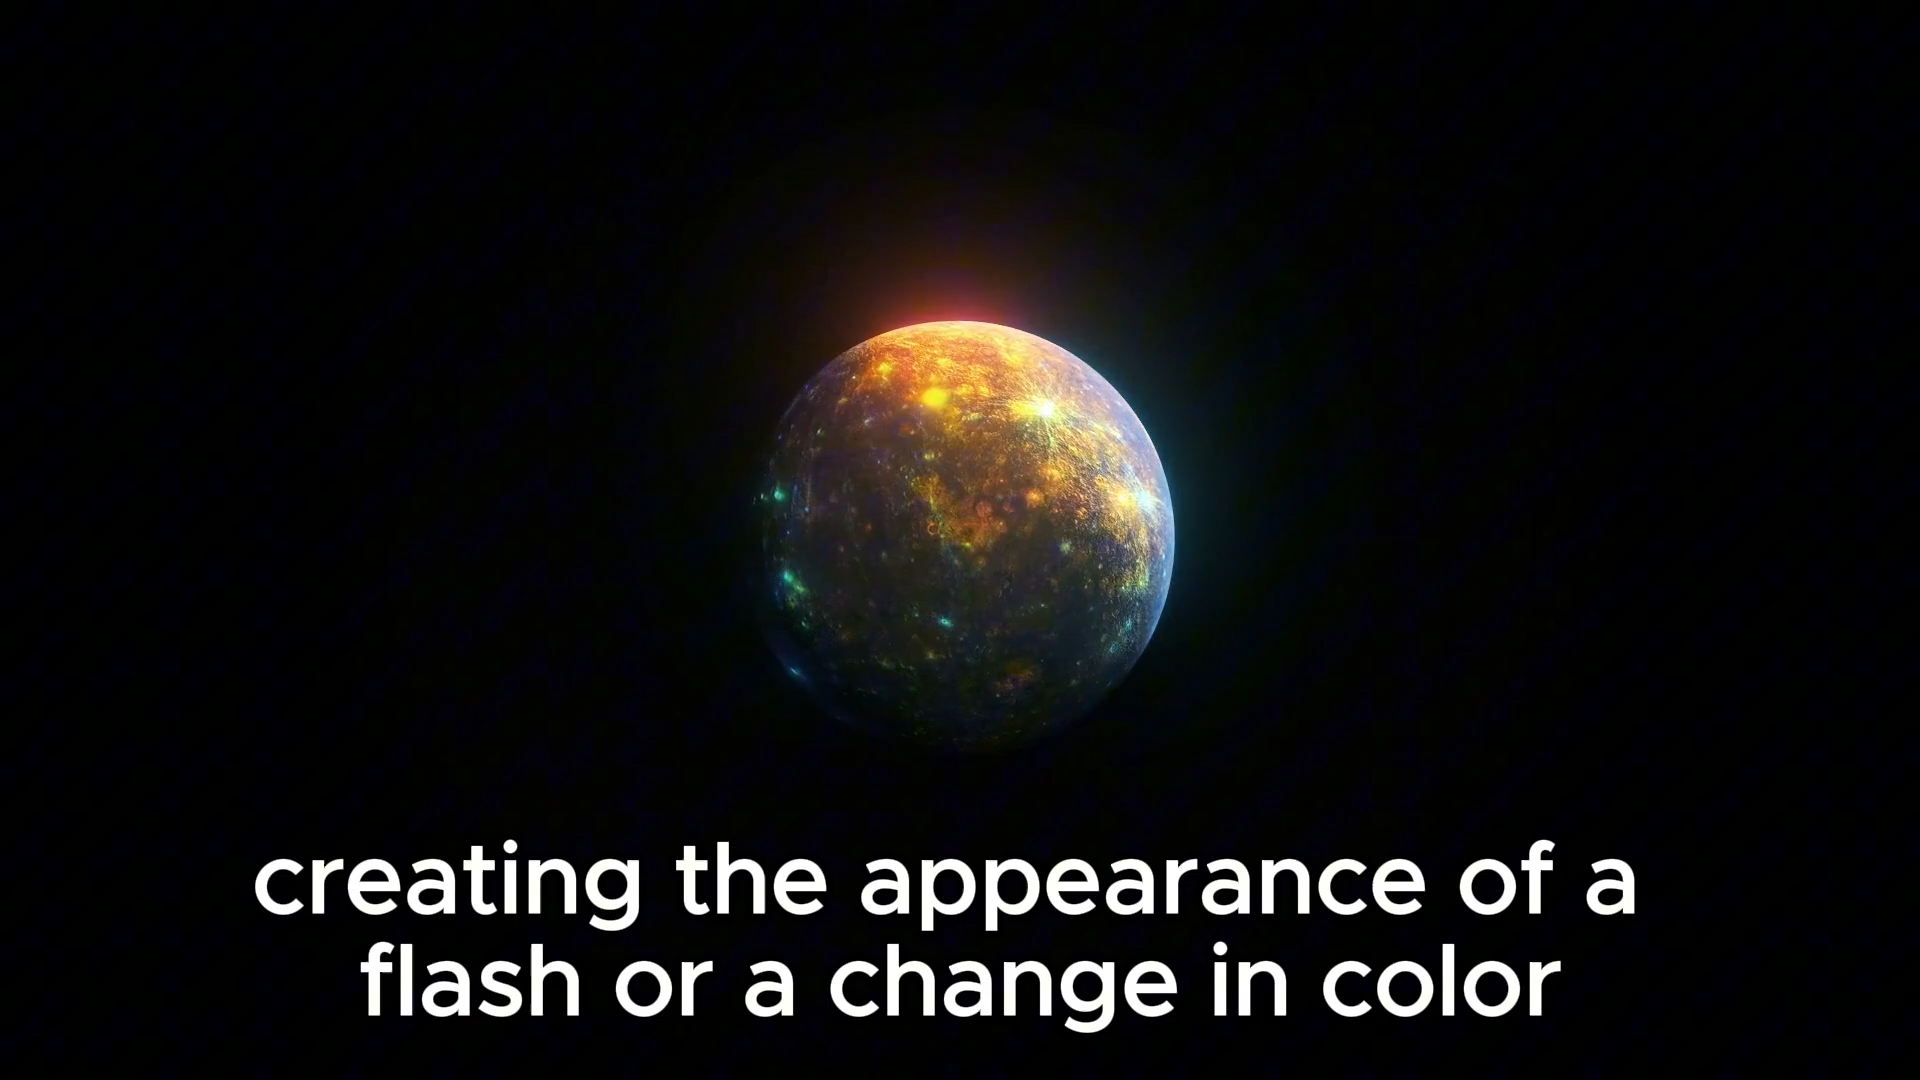 creating the appearance of a
flash or a change in color